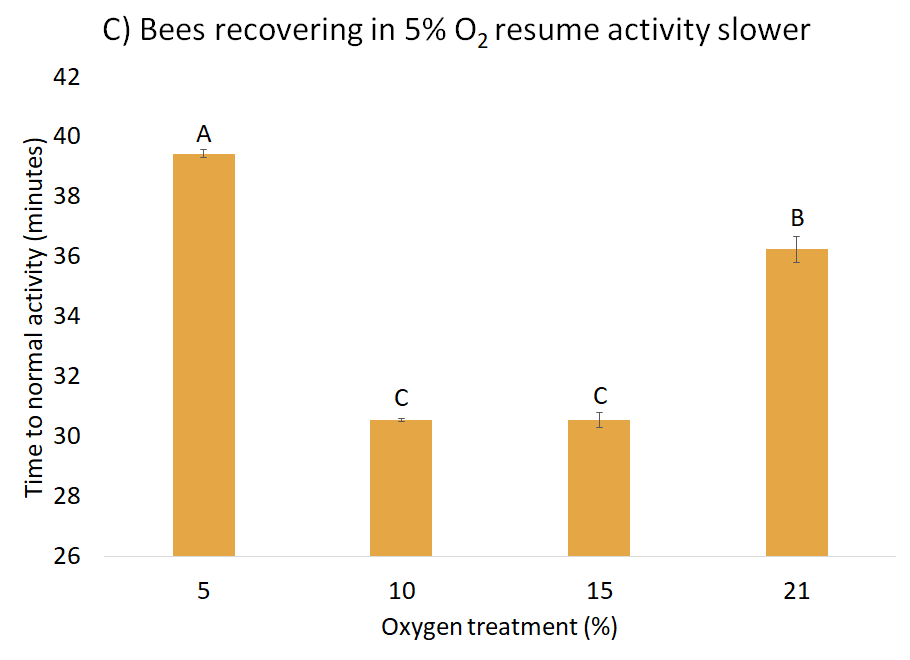 C) Bees recovering in 5% O₂ resume activity slower
42
40
38
36
34
32
30
28
26
Time to normal activity (minutes)
A
C
C
B
5 10 15 21
Oxygen treatment (%)